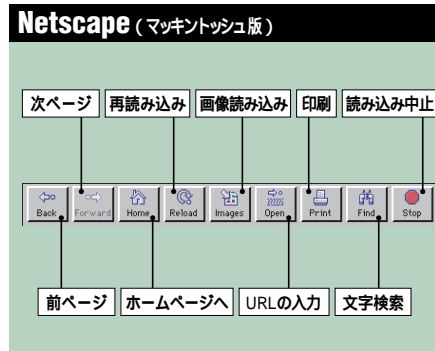 Netscape（マッキントッシュ版）
次ページ 再読み込み 画像読み込み 印刷 読み込み中止
Back Forward Home Reload Images Open Print Find Stop
前ページ ホームページへ URLの入力 文字検索